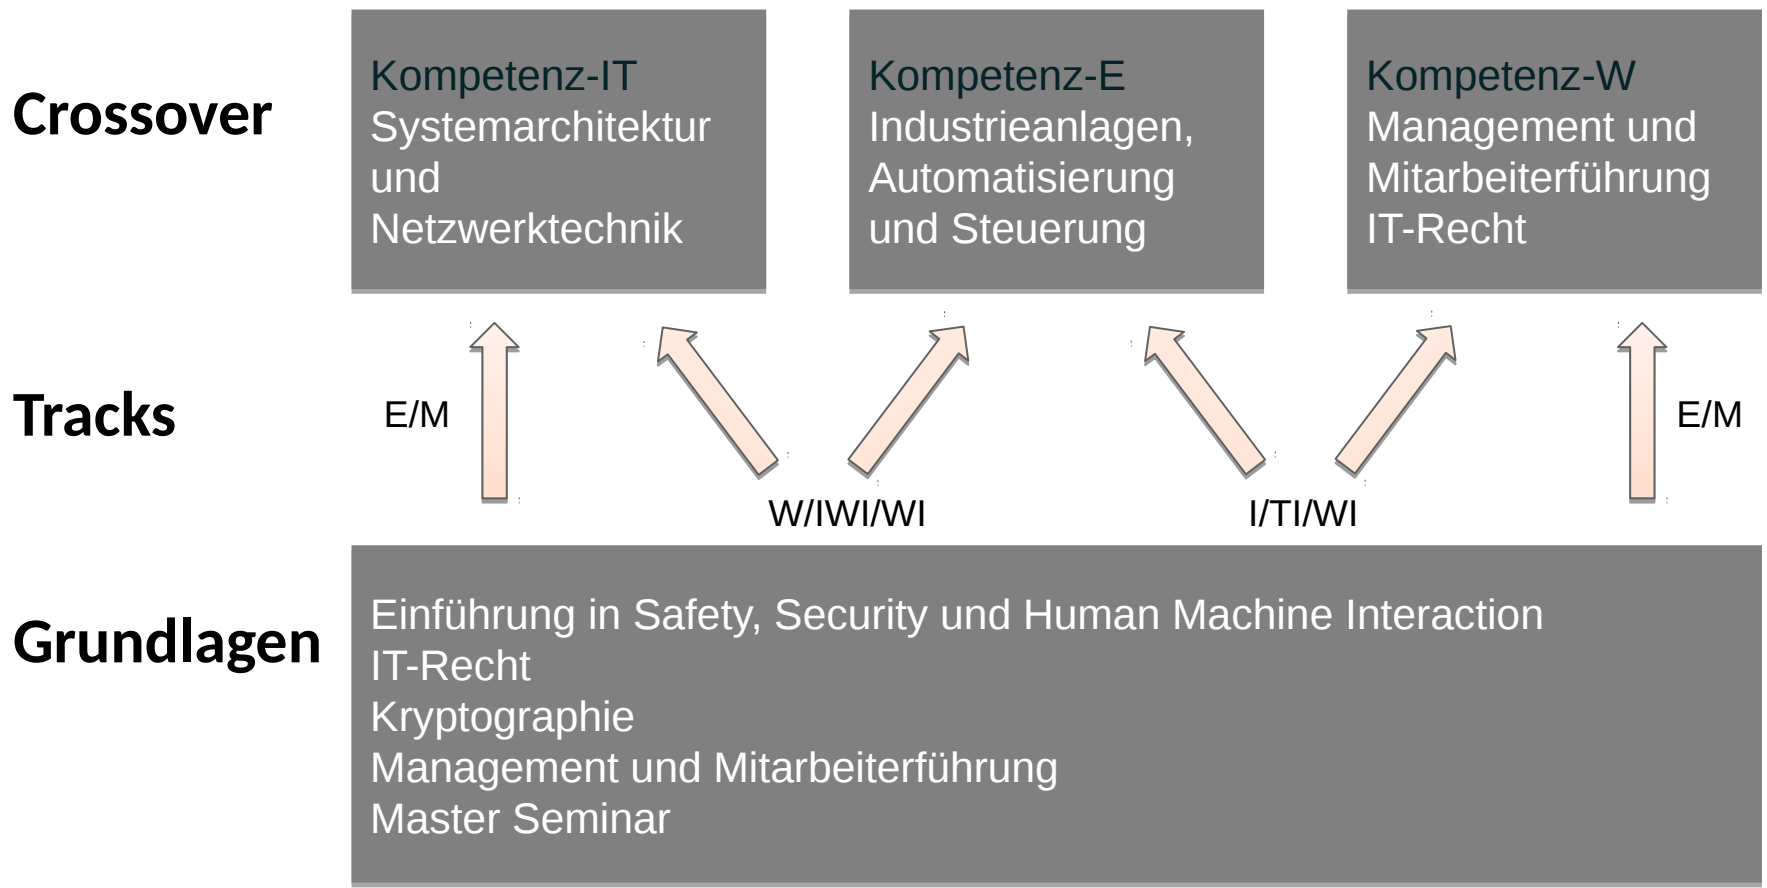 Crossover
Kompetenz-IT
Systemarchitektur
und
Netzwerktechnik
Kompetenz-E
Industrieanlagen,
Automatisierung
und Steuerung
Kompetenz-W
Management und
Mitarbeiterführung
IT-Recht
Tracks
E/M
W/IWI/WI
I/TI/WI
E/M
Grundlagen
Einführung in Safety, Security und Human Machine Interaction
IT-Recht
Kryptographie
Management und Mitarbeiterführung
Master Seminar